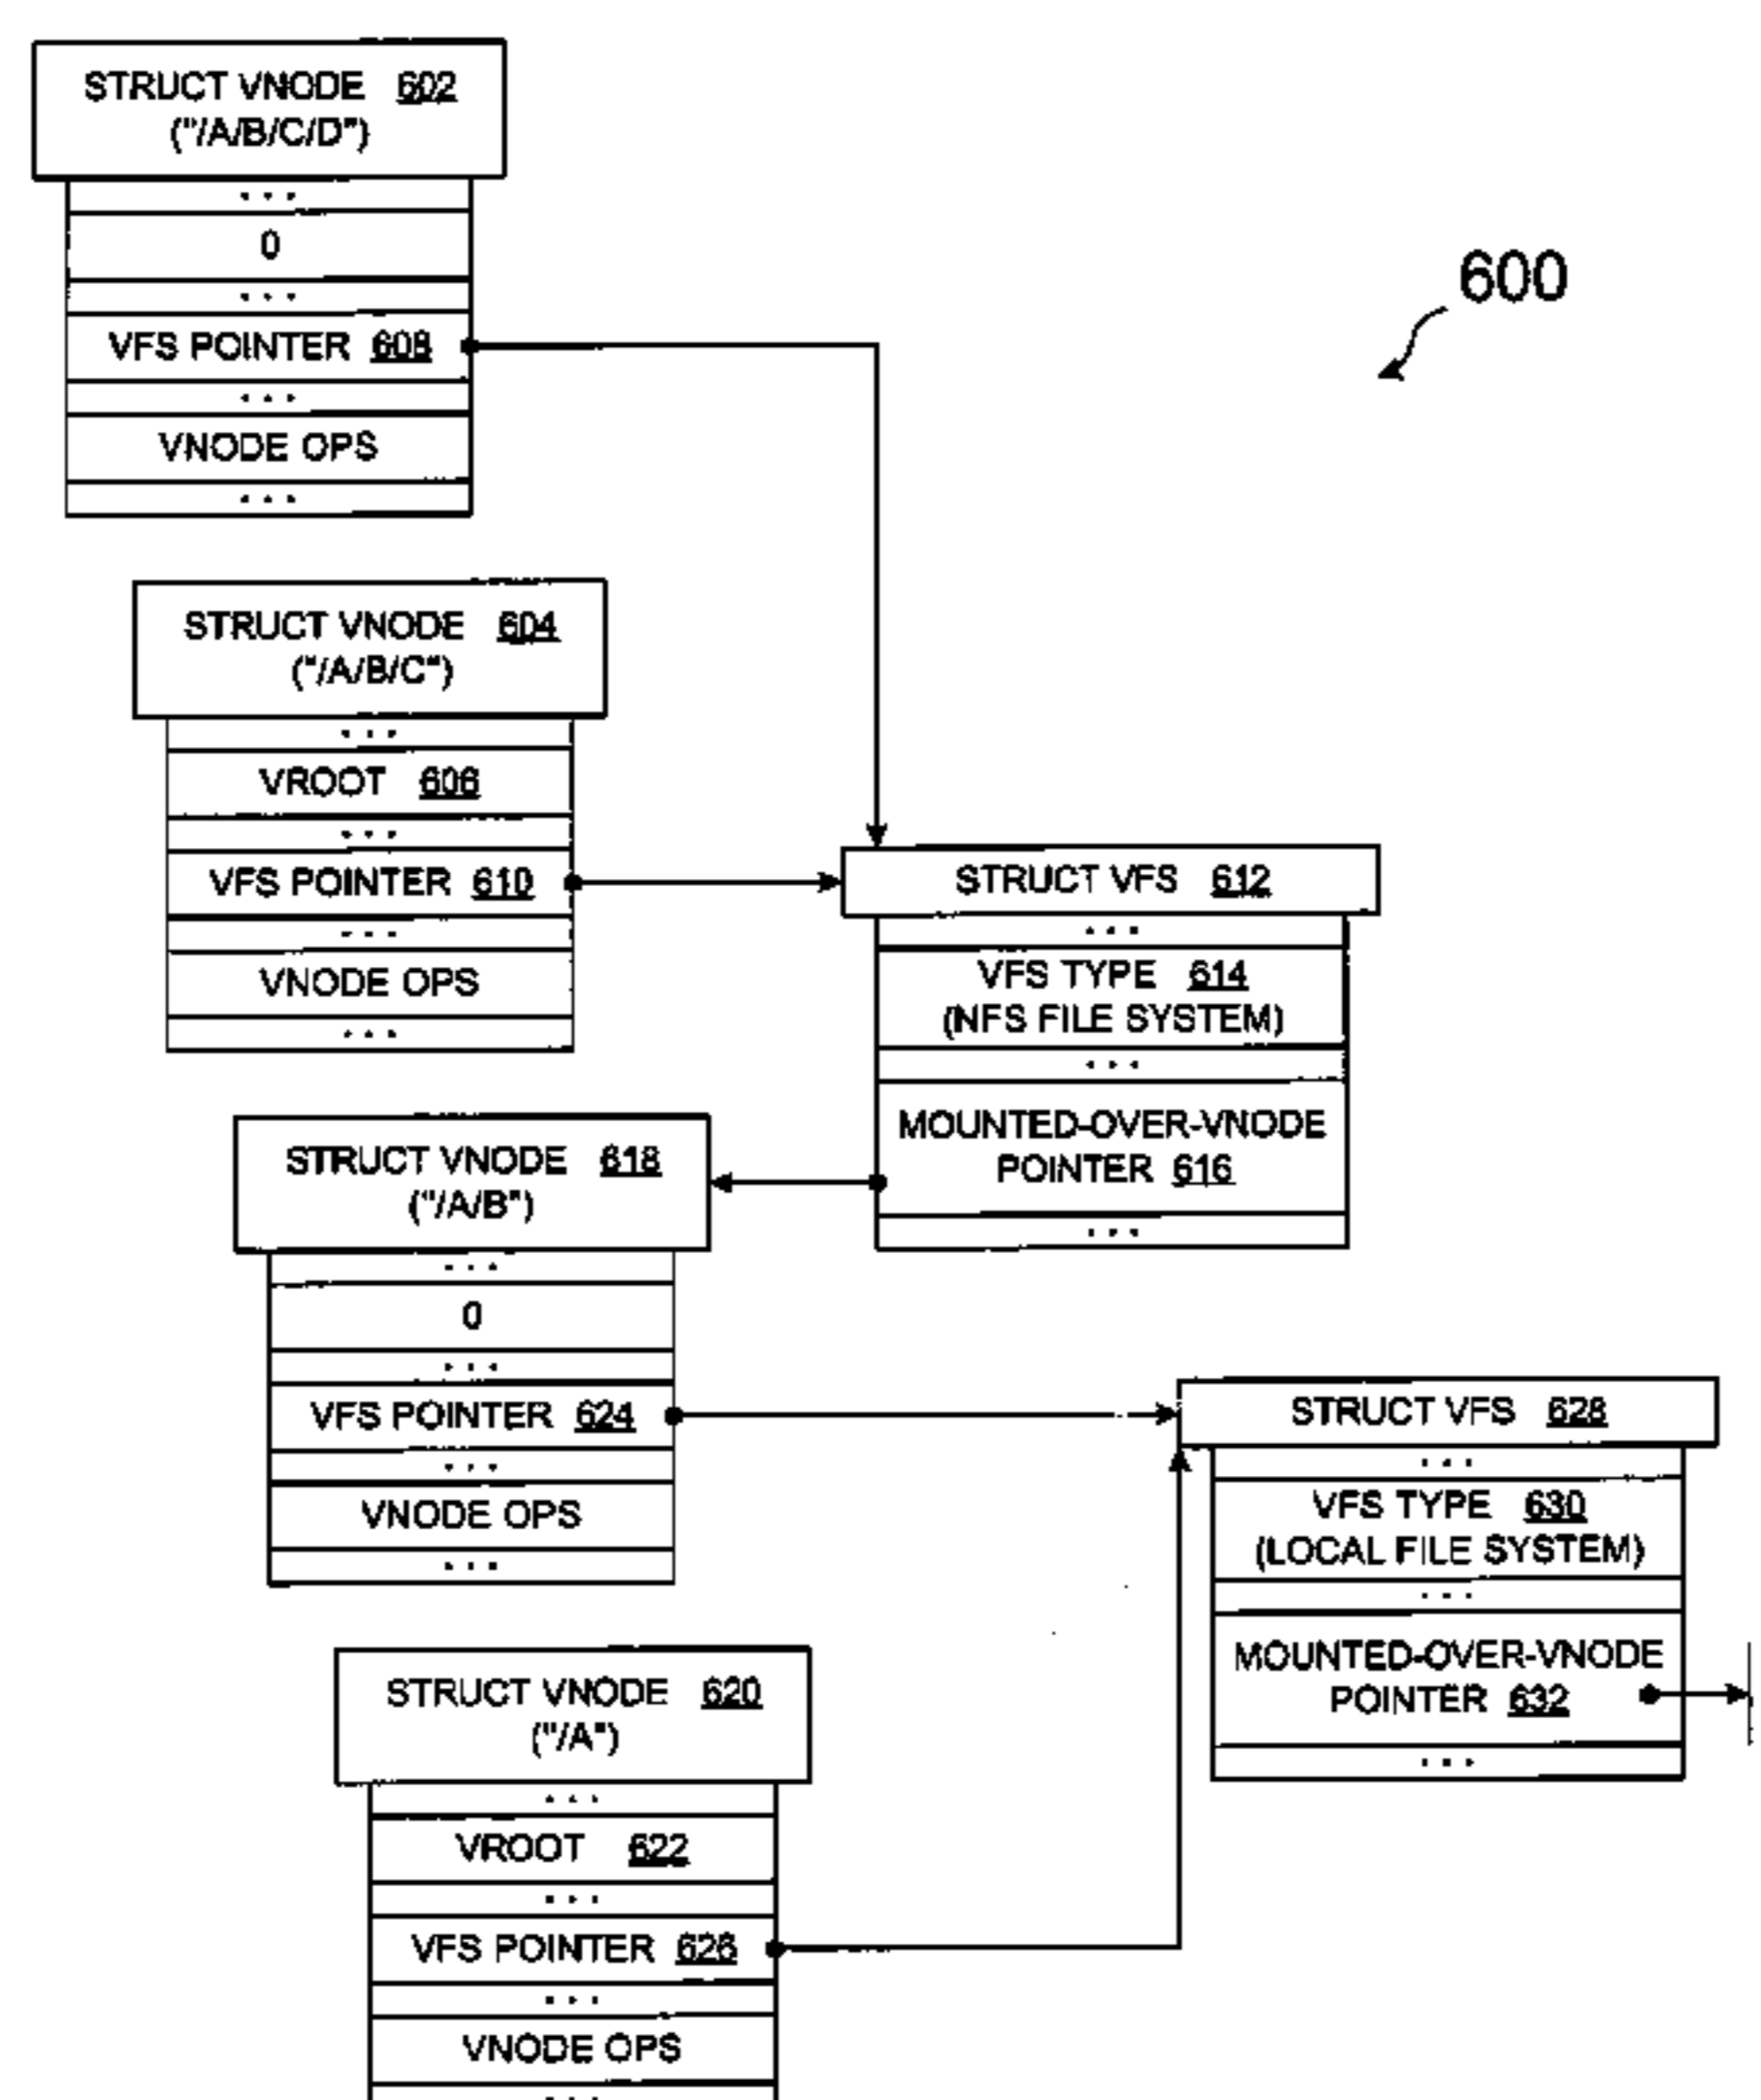 STRUCT VNODE 602
("/A/B/C/D")
. . .
0
. . .
VFS POINTER 608
. . .
VNODE OPS
. . .
600
STRUCT VNODE 604
("/A/B/C")
. . .
VROOT 606
. . .
VFS POINTER 610
. . .
VNODE OPS
. . .
STRUCT VFS 612
. . .
VFS TYPE 614
(NFS FILE SYSTEM)
. . .
MOUNTED-OVER-VNODE
POINTER 616
. . .
STRUCT VNODE 618
("/A/B")
. . .
0
. . .
VFS POINTER 624
. . .
VNODE OPS
. . .
STRUCT VFS 628
. . .
VFS TYPE 630
(LOCAL FILE SYSTEM)
. . .
MOUNTED-OVER-VNODE
POINTER 632
. . .
STRUCT VNODE 620
("/A")
. . .
VROOT 622
. . .
VFS POINTER 626
. . .
VNODE OPS
. . .